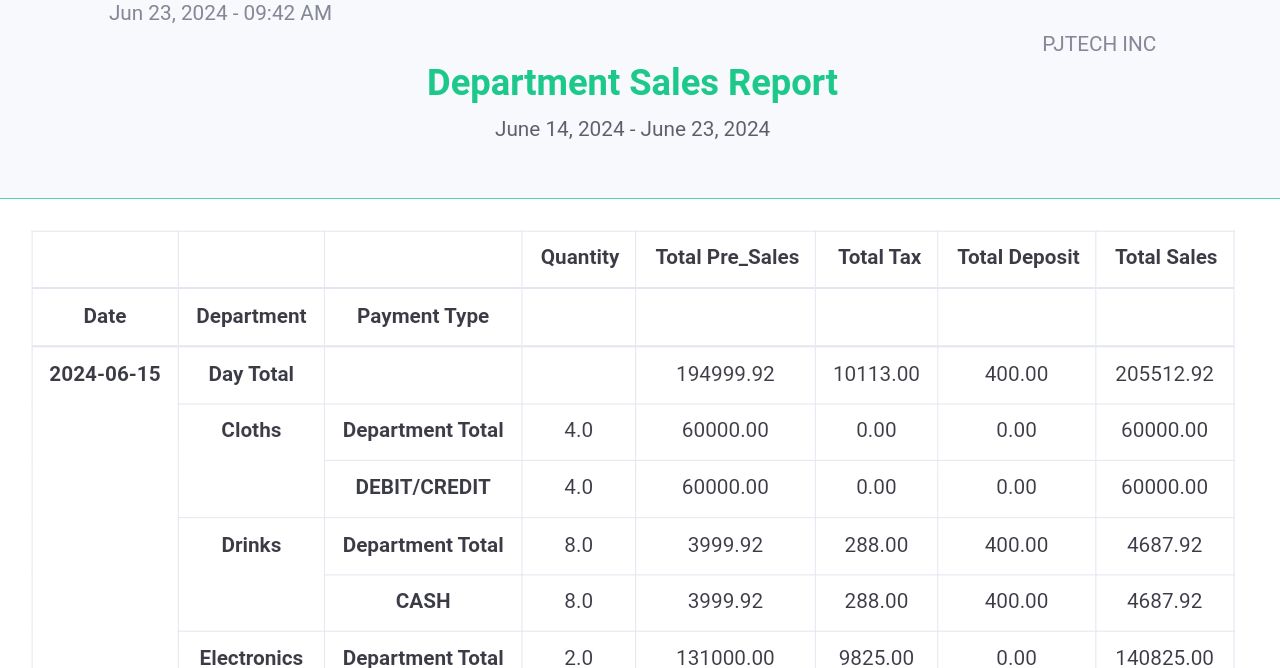 Jun 23, 2024 - 09:42 AM
PJTECH INC
Department Sales Report
June 14, 2024 - June 23, 2024
Quantity Total Pre_Sales Total Tax Total Deposit Total Sales
Date Department Payment Type
2024-06-15 Day Total 194999.92 10113.00 400.00 205512.92
Cloths Department Total 4.0 60000.00 0.00 0.00 60000.00
DEBIT/CREDIT 4.0 60000.00 0.00 0.00 60000.00
Drinks Department Total 8.0 3999.92 288.00 400.00 4687.92
CASH 8.0 3999.92 288.00 400.00 4687.92
Electronics Department Total 2.0 131000.00 9825.00 0.00 140825.00